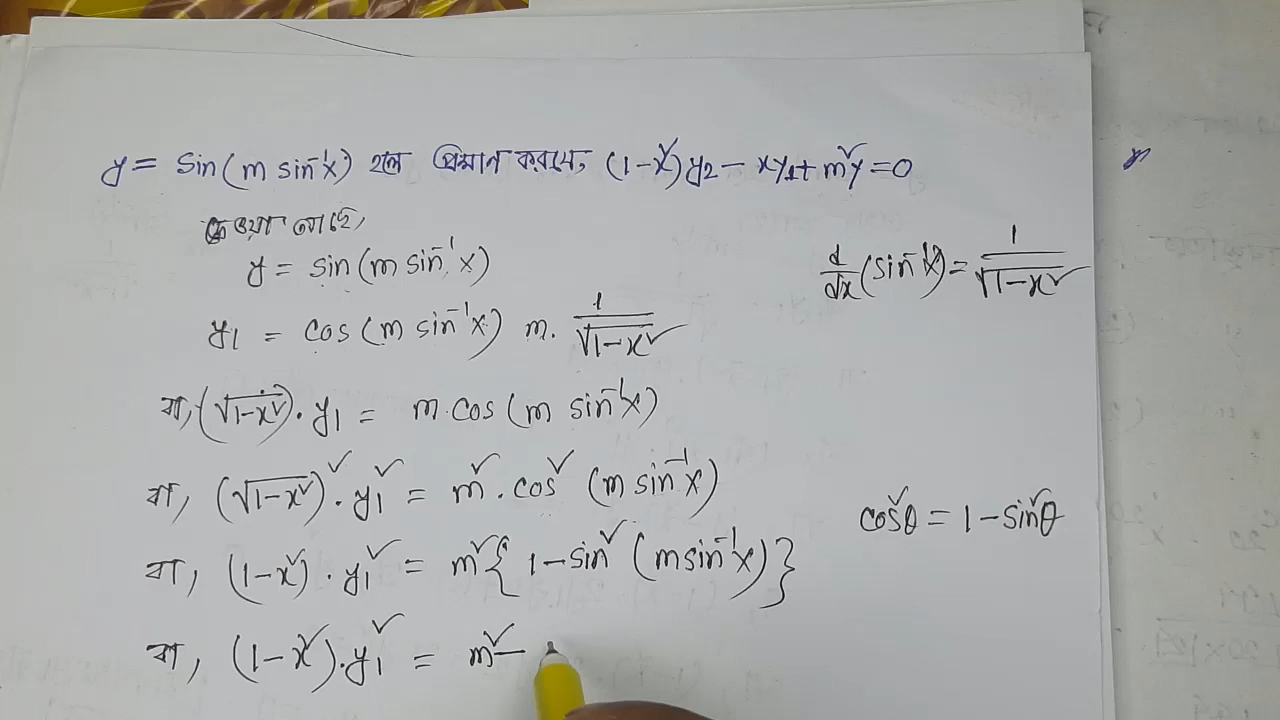 y = sin(m sin⁻¹x) হলে প্রমাণ করযে, (1-x²)y₂ - xy₁ + m²y = 0
দেওয়া আছে,
y = sin(m sin⁻¹x)
d/dx (sin⁻¹x) = 1/√(1-x²)
y₁ = cos(m sin⁻¹x) m. 1/√(1-x²)
বা, (√(1-x²)). y₁ = m.cos(m sin⁻¹x)
বা, (√(1-x²))². y₁² = m². cos²(m sin⁻¹x)
cos²θ = 1 - sin²θ
বা, (1-x²). y₁² = m²{1 - sin²(m sin⁻¹x)}
বা, (1-x²). y₁² = m² -